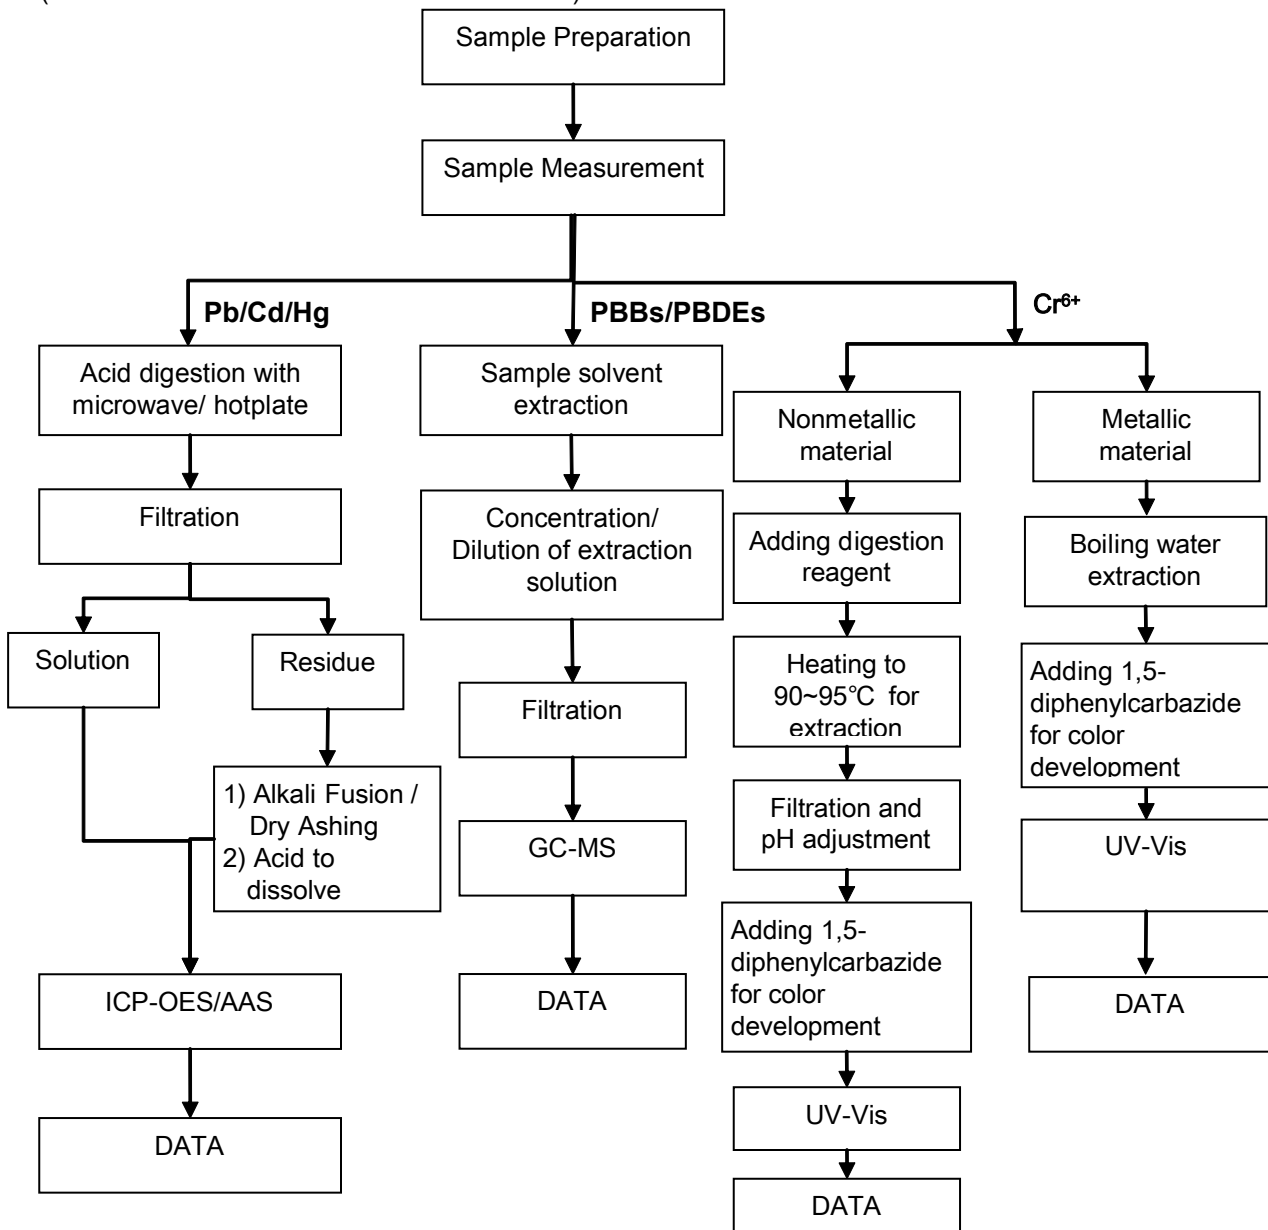 Sample Preparation
Sample Measurement
Pb/Cd/Hg
PBBs/PBDEs
Cr⁶⁺
Acid digestion with
microwave/ hotplate
Filtration
Solution
Residue
1) Alkali Fusion /
Dry Ashing
2) Acid to
dissolve
ICP-OES/AAS
DATA
Sample solvent
extraction
Concentration/
Dilution of extraction
solution
Filtration
GC-MS
DATA
Nonmetallic
material
Adding digestion
reagent
Heating to
90~95℃ for
extraction
Filtration and
pH adjustment
Adding 1,5-
diphenylcarbazide
for color
development
UV-Vis
DATA
Metallic
material
Boiling water
extraction
Adding 1,5-
diphenylcarbazide
for color
development
UV-Vis
DATA